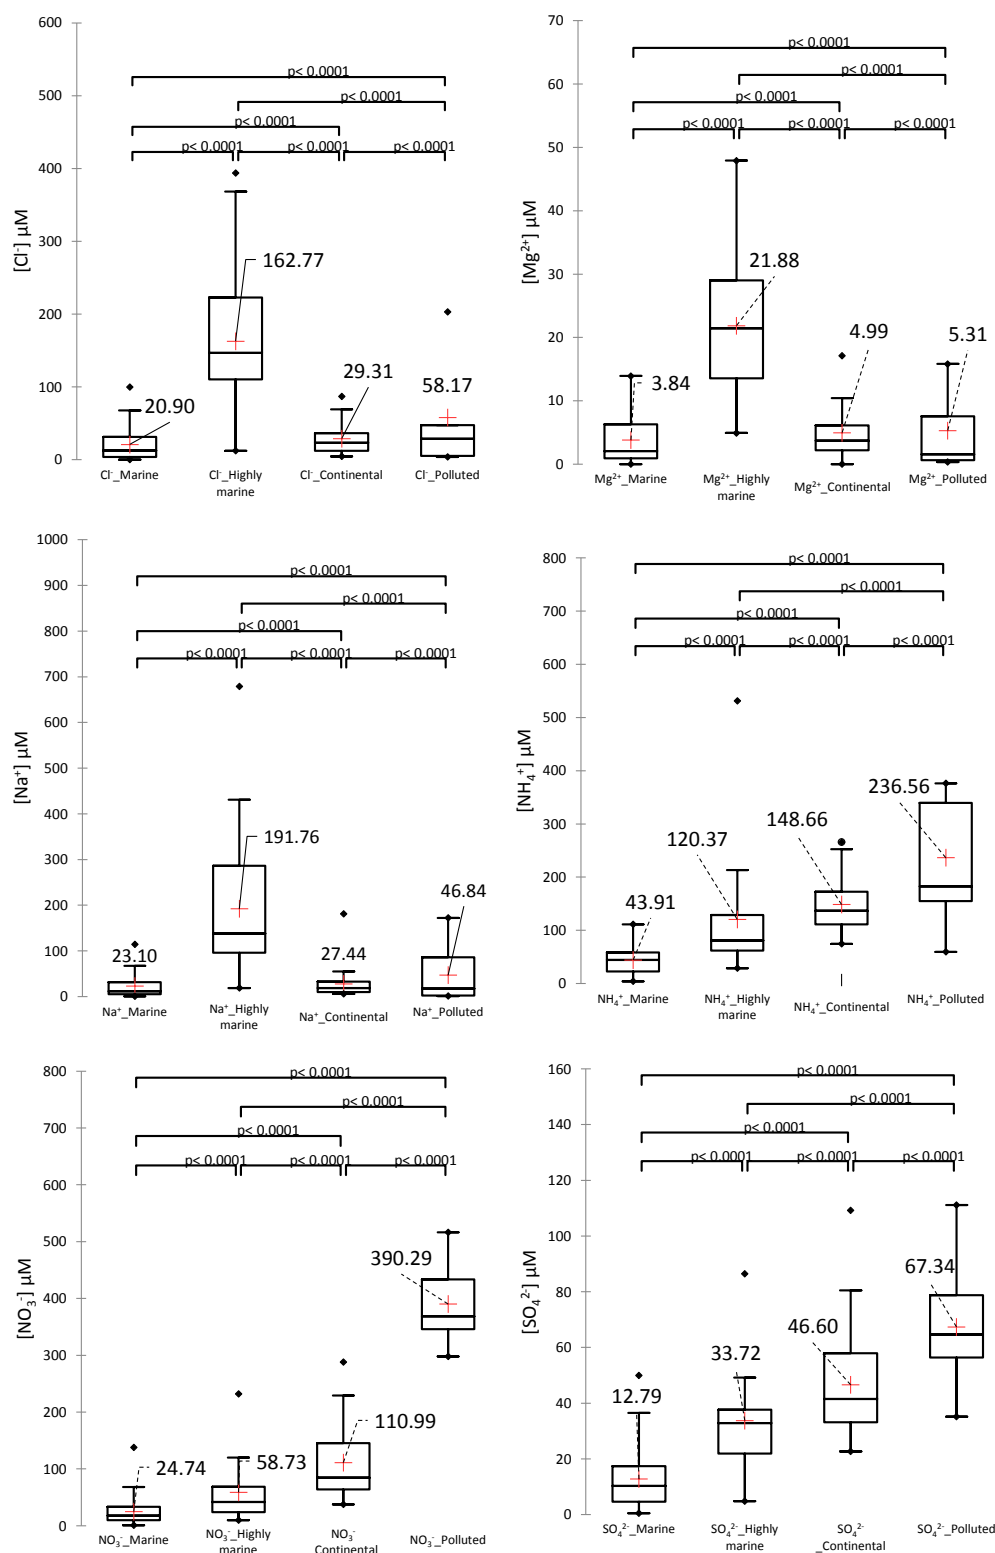 600
500
400
300
200
100
0
[Cl⁻] µM
p< 0.0001
p< 0.0001
p< 0.0001
p< 0.0001 p< 0.0001 p< 0.0001
162.77
20.90
29.31
58.17
Cl⁻_Marine Cl⁻_Highly marine Cl⁻_Continental Cl⁻_Polluted
70
60
50
40
30
20
10
0
[Mg²⁺] µM
p< 0.0001
p< 0.0001
p< 0.0001
p< 0.0001 p< 0.0001 p< 0.0001
21.88
3.84
4.99
5.31
Mg²⁺_Marine Mg²⁺_Highly marine Mg²⁺_Continental Mg²⁺_Polluted
1000
900
800
700
600
500
400
300
200
100
0
[Na⁺] µM
p< 0.0001
p< 0.0001
p< 0.0001
p< 0.0001 p< 0.0001 p< 0.0001
191.76
23.10
27.44
46.84
Na⁺_Marine Na⁺_Highly marine Na⁺_Continental Na⁺_Polluted
800
700
600
500
400
300
200
100
0
[NH₄⁺] µM
p< 0.0001
p< 0.0001
p< 0.0001
p< 0.0001 p< 0.0001 p< 0.0001
43.91
120.37
148.66
236.56
NH₄⁺_Marine NH₄⁺_Highly marine NH₄⁺_Continental NH₄⁺_Polluted
800
700
600
500
400
300
200
100
0
[NO₃⁻] µM
p< 0.0001
p< 0.0001
p< 0.0001
p< 0.0001 p< 0.0001 p< 0.0001
24.74
58.73
110.99
390.29
NO₃⁻_Marine NO₃⁻_Highly marine NO₃⁻_Continental NO₃⁻_Polluted
160
140
120
100
80
60
40
20
0
[SO₄²⁻] µM
p< 0.0001
p< 0.0001
p< 0.0001
p< 0.0001 p< 0.0001 p< 0.0001
12.79
33.72
46.60
67.34
SO₄²⁻_Marine SO₄²⁻_Highly marine SO₄²⁻_Continental SO₄²⁻_Polluted